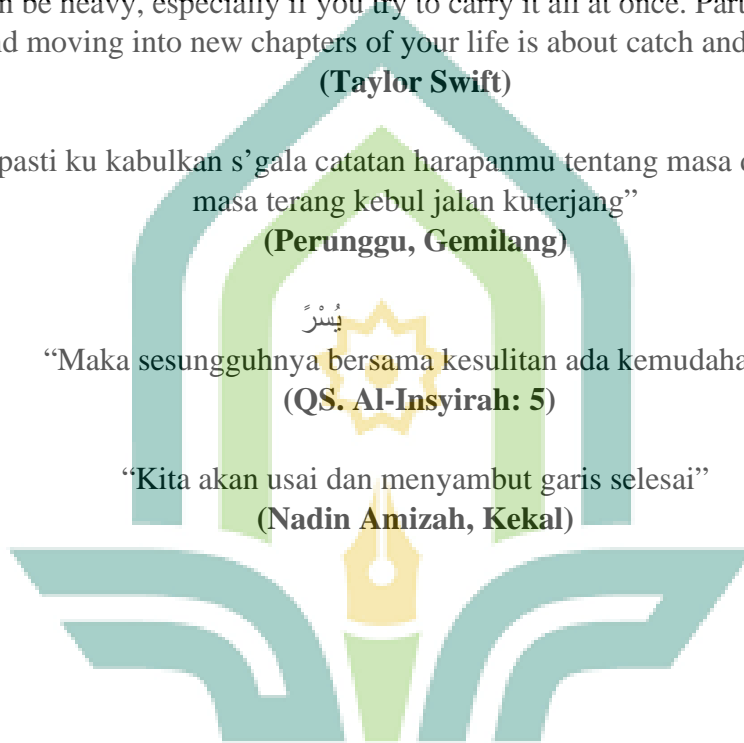 be heavy, especially if you try to carry it all at once. Part
moving into new chapters of your life is about catch and
(Taylor Swift)
pasti ku kabulkan s’gala catatan harapanmu tentang masa
masa terang kebul jalan kuterjang”
(Perunggu, Gemilang)
يُسْرً
“Maka sesungguhnya bersama kesulitan ada kemudaha
(QS. Al-Insyirah: 5)
“Kita akan usai dan menyambut garis selesai”
(Nadin Amizah, Kekal)